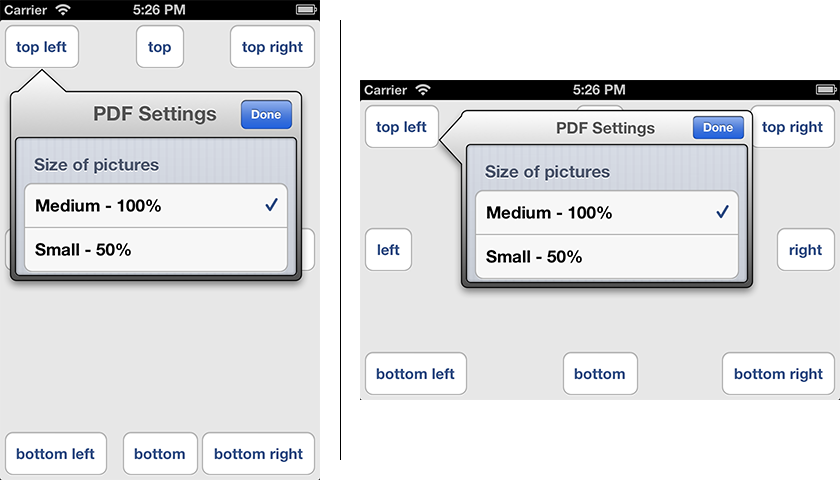 Carrier 5:26 PM
top left top top right
PDF Settings Done
Size of pictures
Medium - 100%
Small - 50%
bottom left bottom bottom right
Carrier 5:26 PM
top left top right
PDF Settings Done
Size of pictures
Medium - 100%
left right
Small - 50%
bottom left bottom bottom right